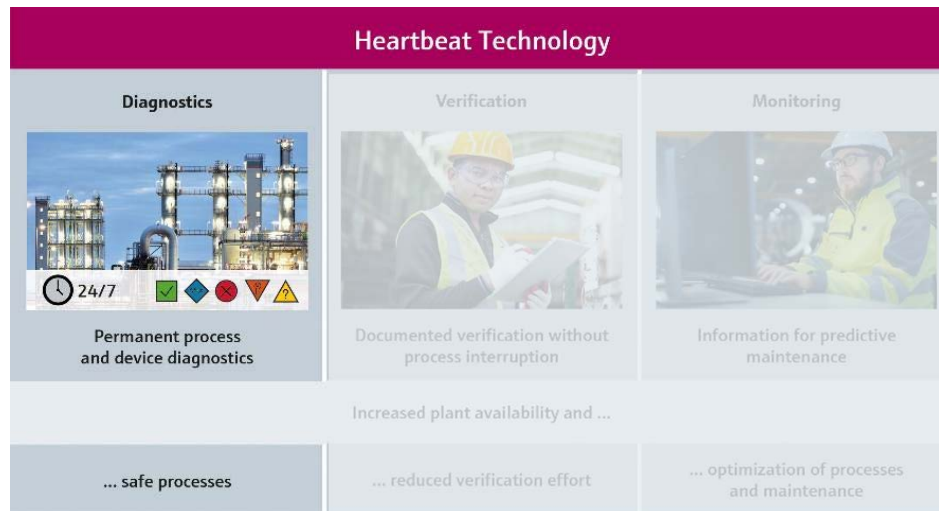 Heartbeat Technology
Diagnostics
Verification
Monitoring
24/7
Permanent process
and device diagnostics
Documented verification without
process interruption
Information for predictive
maintenance
Increased plant availability and ...
... safe processes
... reduced verification effort
... optimization of processes
and maintenance